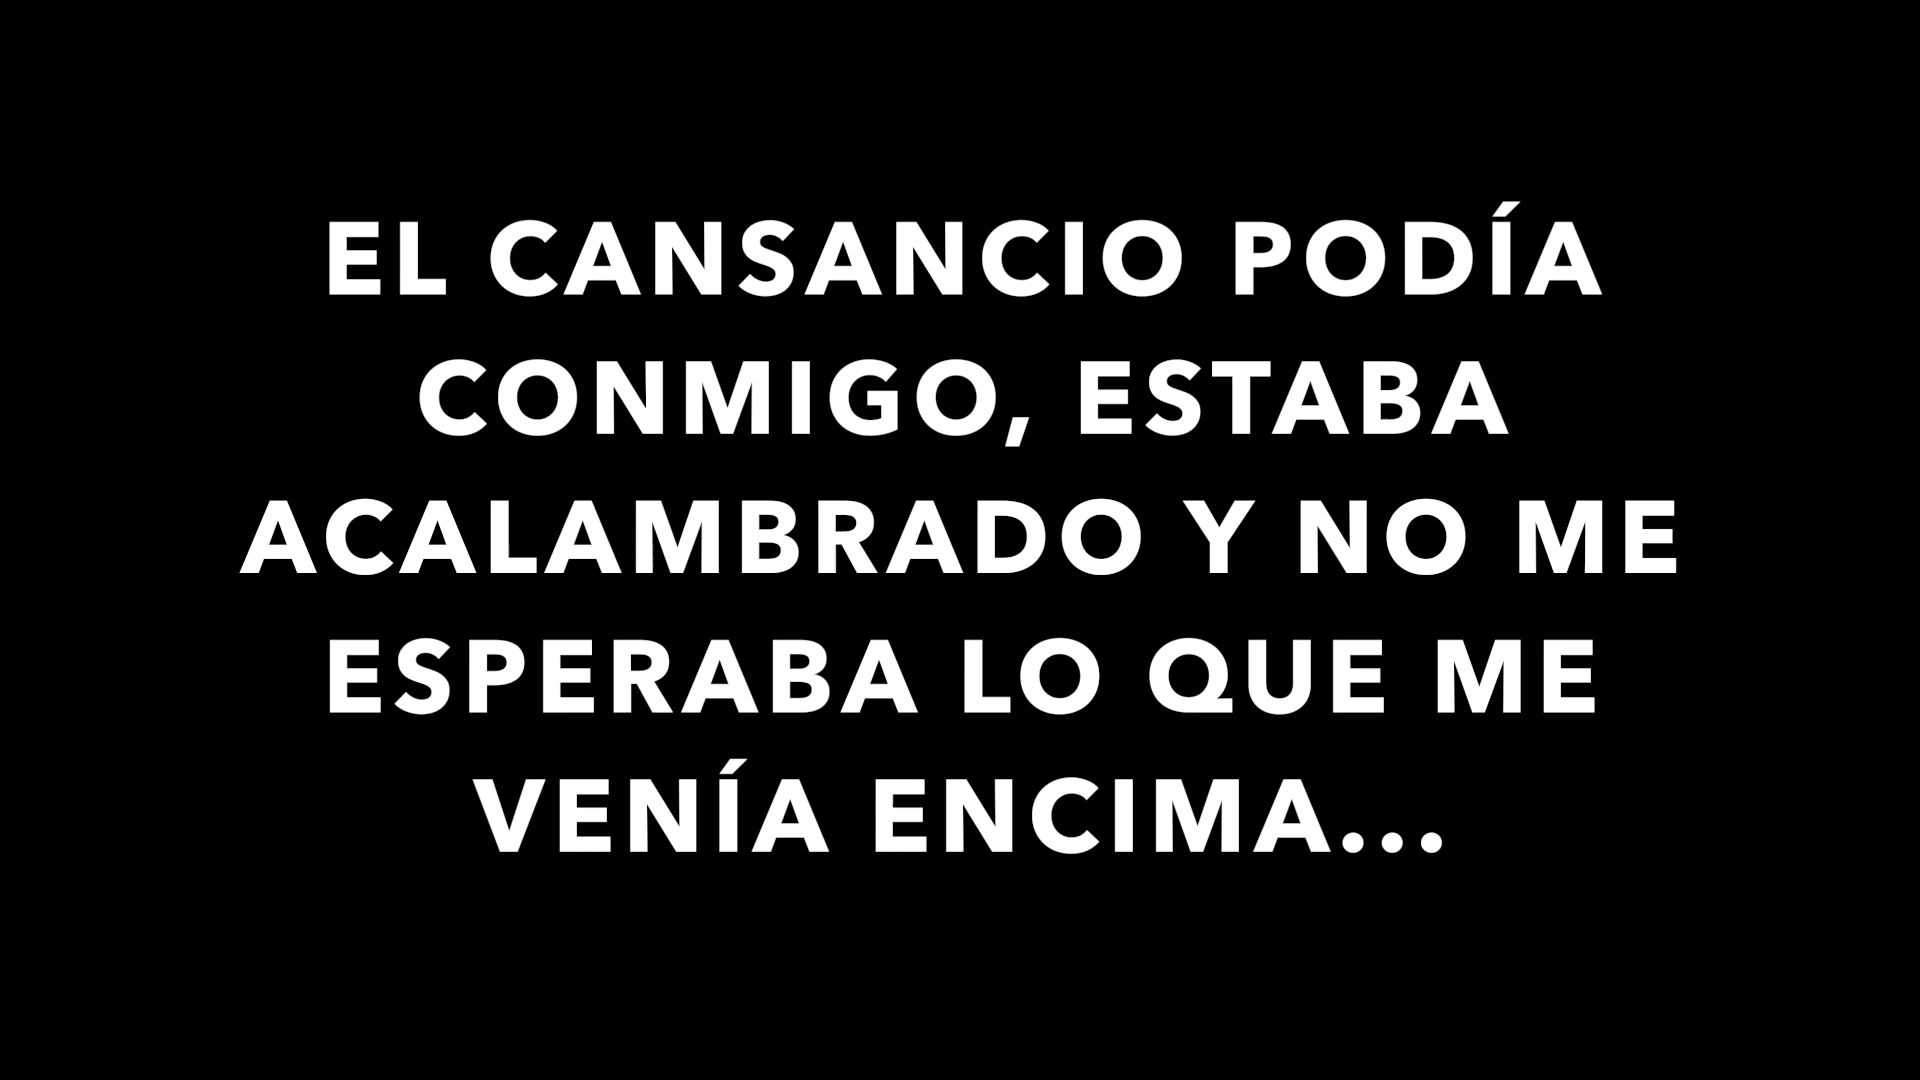 EL CANSANCIO PODÍA
CONMIGO, ESTABA
ACALAMBRADO Y NO ME
ESPERABA LO QUE ME
VENÍA ENCIMA...